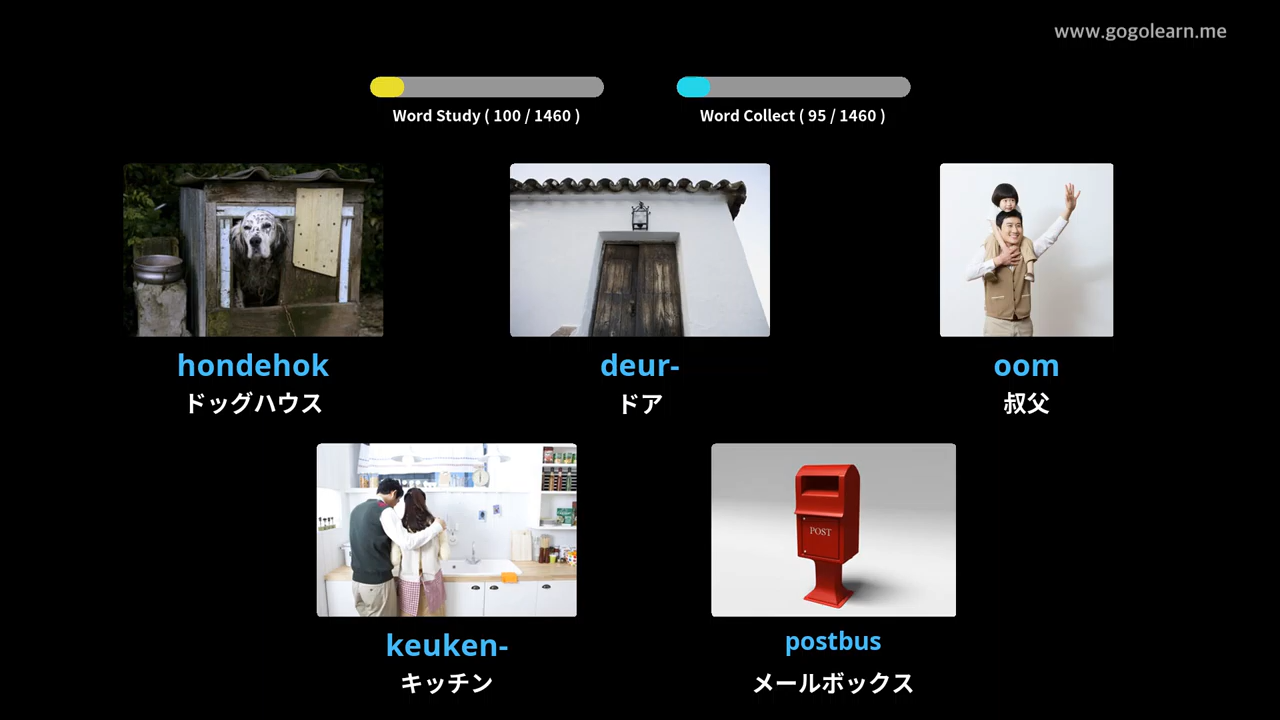 www.gogolearn.me
Word Study ( 100 / 1460 )
Word Collect ( 95 / 1460 )
hondehok
ドッグハウス
deur-
ドア
oom
叔父
POST
keuken-
キッチン
postbus
メールボックス